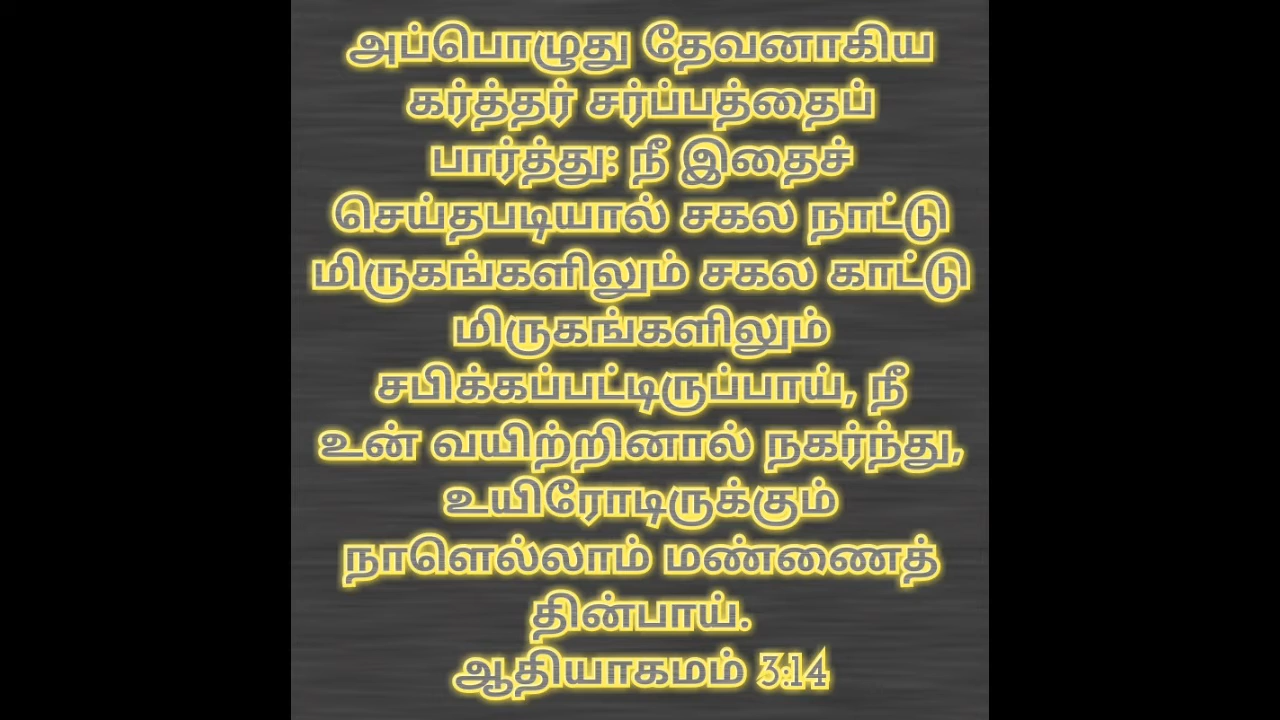 அப்பொழுது தேவனாகிய
கர்த்தர் சர்ப்பத்தைப்
பார்த்து: நீ இதைச்
செய்தபடியால் சகல நாட்டு
மிருகங்களிலும் சகல காட்டு
மிருகங்களிலும்
சபிக்கப்பட்டிருப்பாய், நீ
உன் வயிற்றினால் நகர்ந்து,
உயிரோடிருக்கும்
நாளெல்லாம் மண்ணைத்
தின்பாய்.
ஆதியாகமம் 3:14